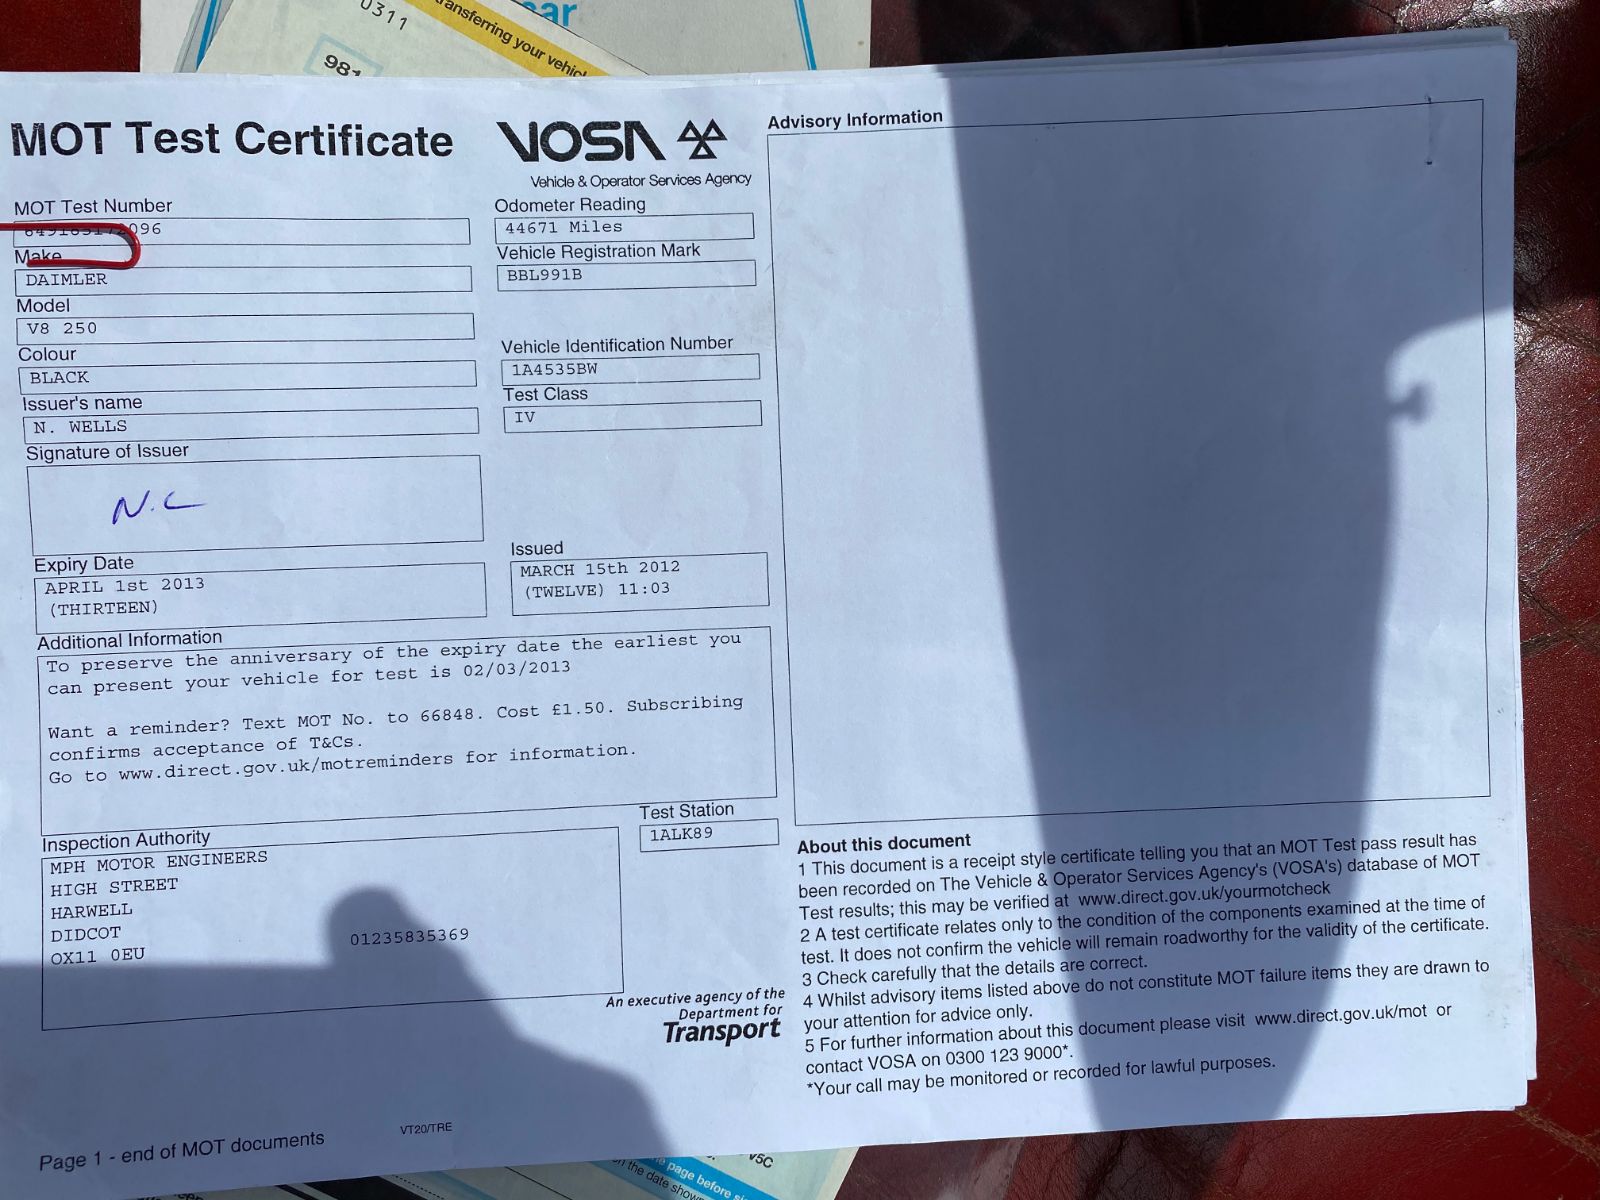 0311
transferring your vehic
ar
981
MOT Test Certificate
VOSA
Vehicle & Operator Services Agency
MOT Test Number
Odometer Reading
44671 Miles
Make
DAIMLER
Vehicle Registration Mark
BBL991B
Model
V8 250
Colour
BLACK
Vehicle Identification Number
1A4535BW
Issuer's name
N. WELLS
Test Class
IV
Signature of Issuer
Expiry Date
APRIL 1st 2013
(THIRTEEN)
Issued
MARCH 15th 2012
(TWELVE) 11:03
Additional Information
To preserve the anniversary of the expiry date the earliest you
can present your vehicle for test is 02/03/2013
Want a reminder? Text MOT No. to 66848. Cost £1.50. Subscribing
confirms acceptance of T&Cs.
Go to www.direct.gov.uk/motreminders for information.
Test Station
1ALK89
Inspection Authority
MPH MOTOR ENGINEERS
HIGH STREET
HARWELL
DIDCOT
OX11 0EU
01235835369
An executive agency of the
Department for
Transport
Page 1 - end of MOT documents
VT20/TRE
Advisory Information
About this document
1 This document is a receipt style certificate telling you that an MOT Test pass result has
been recorded on The Vehicle & Operator Services Agency's (VOSA's) database of MOT
Test results; this may be verified at www.direct.gov.uk/yourmotcheck
2 A test certificate relates only to the condition of the components examined at the time of
test. It does not confirm the vehicle will remain roadworthy for the validity of the certificate.
3 Check carefully that the details are correct.
4 Whilst advisory items listed above do not constitute MOT failure items they are drawn to
your attention for advice only.
5 For further information about this document please visit www.direct.gov.uk/mot or
contact VOSA on 0300 123 9000*.
*Your call may be monitored or recorded for lawful purposes.
V5C
page before
the date